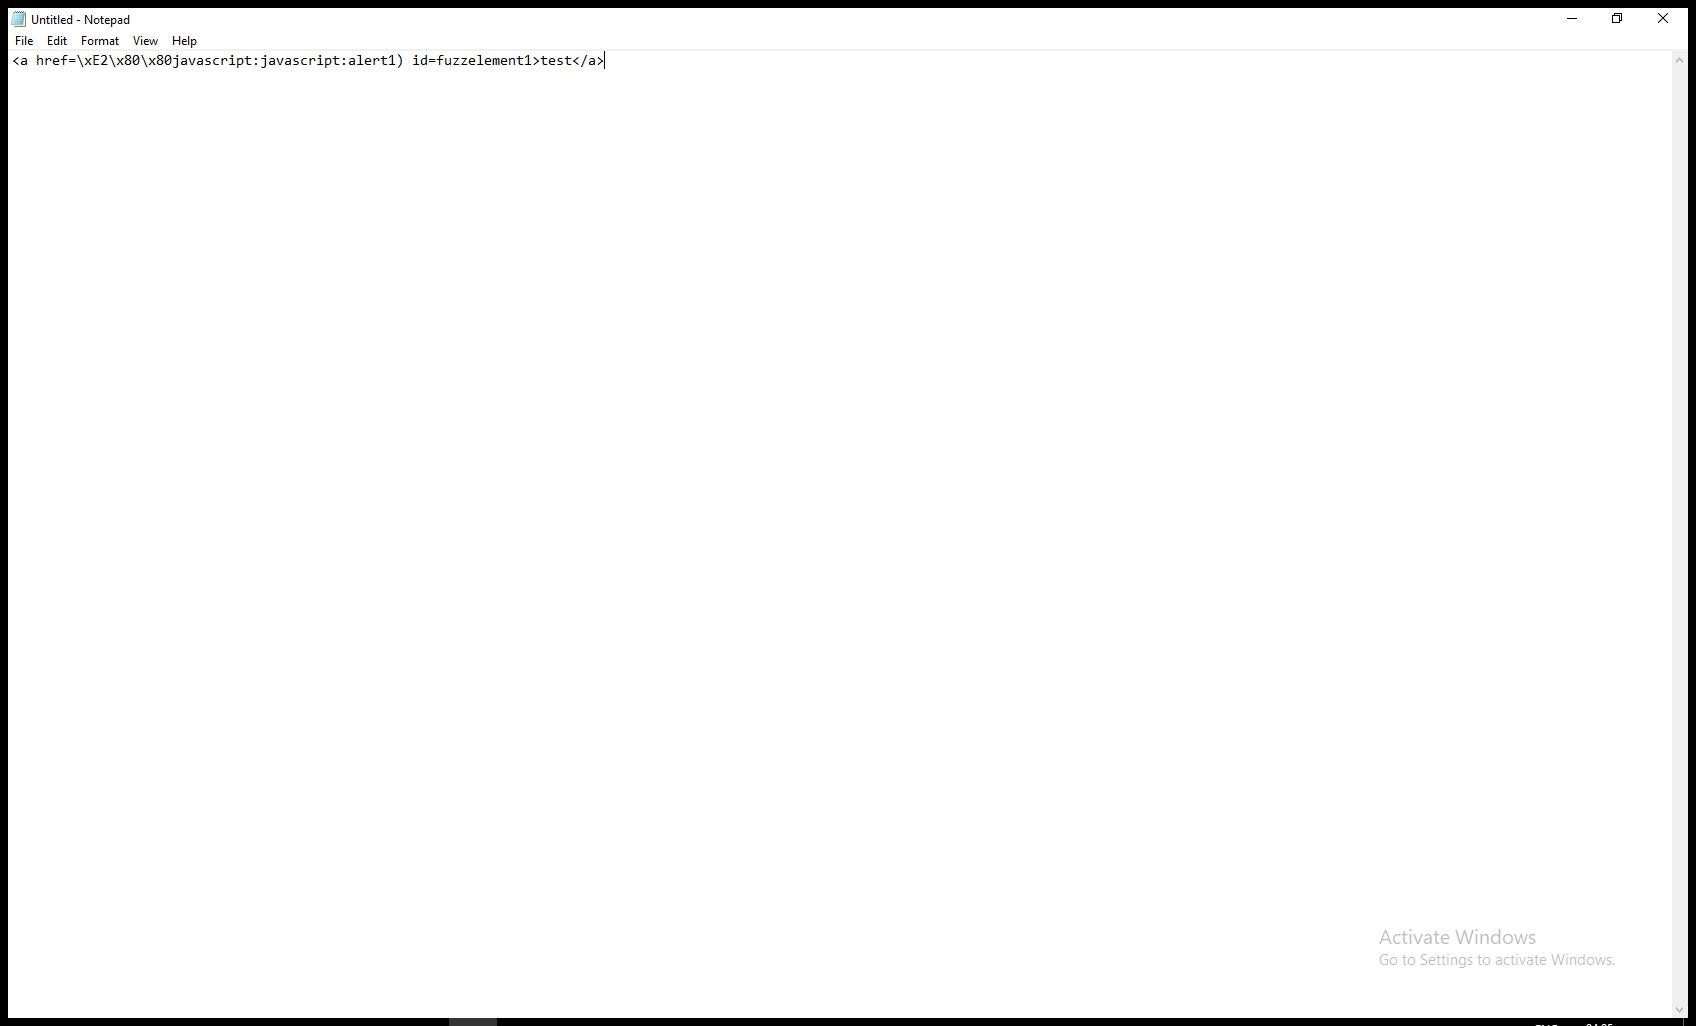 Untitled - Notepad
File Edit Format View Help
<a href=\xE2\x80\x80javascript:javascript:alert1) id=fuzzelement1>test</a>
Activate Windows
Go to Settings to activate Windows.